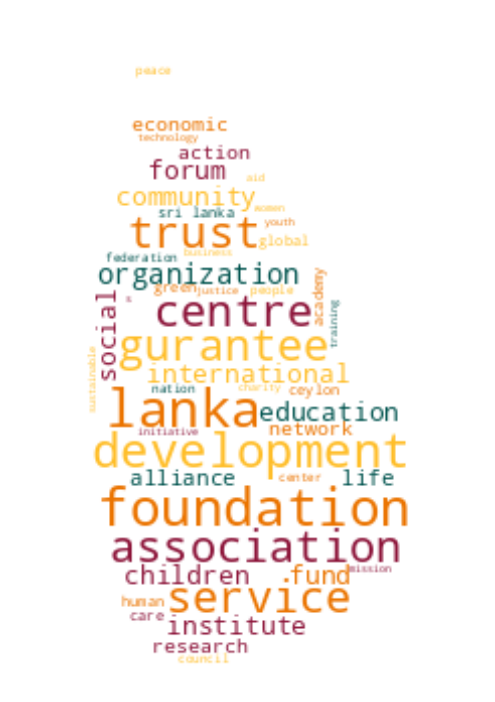 peace
economic
technology
action
forum
aid
community
women
sri lanka
youth
trust
global
business
federation
organization
green
justice
people
academy
social
s
centre
training
gurantee
sustainable
international
nation
charity
ceylon
lanka
education
initiative
network
development
alliance
center
life
foundation
association
children
fund
mission
human
service
care
institute
research
council